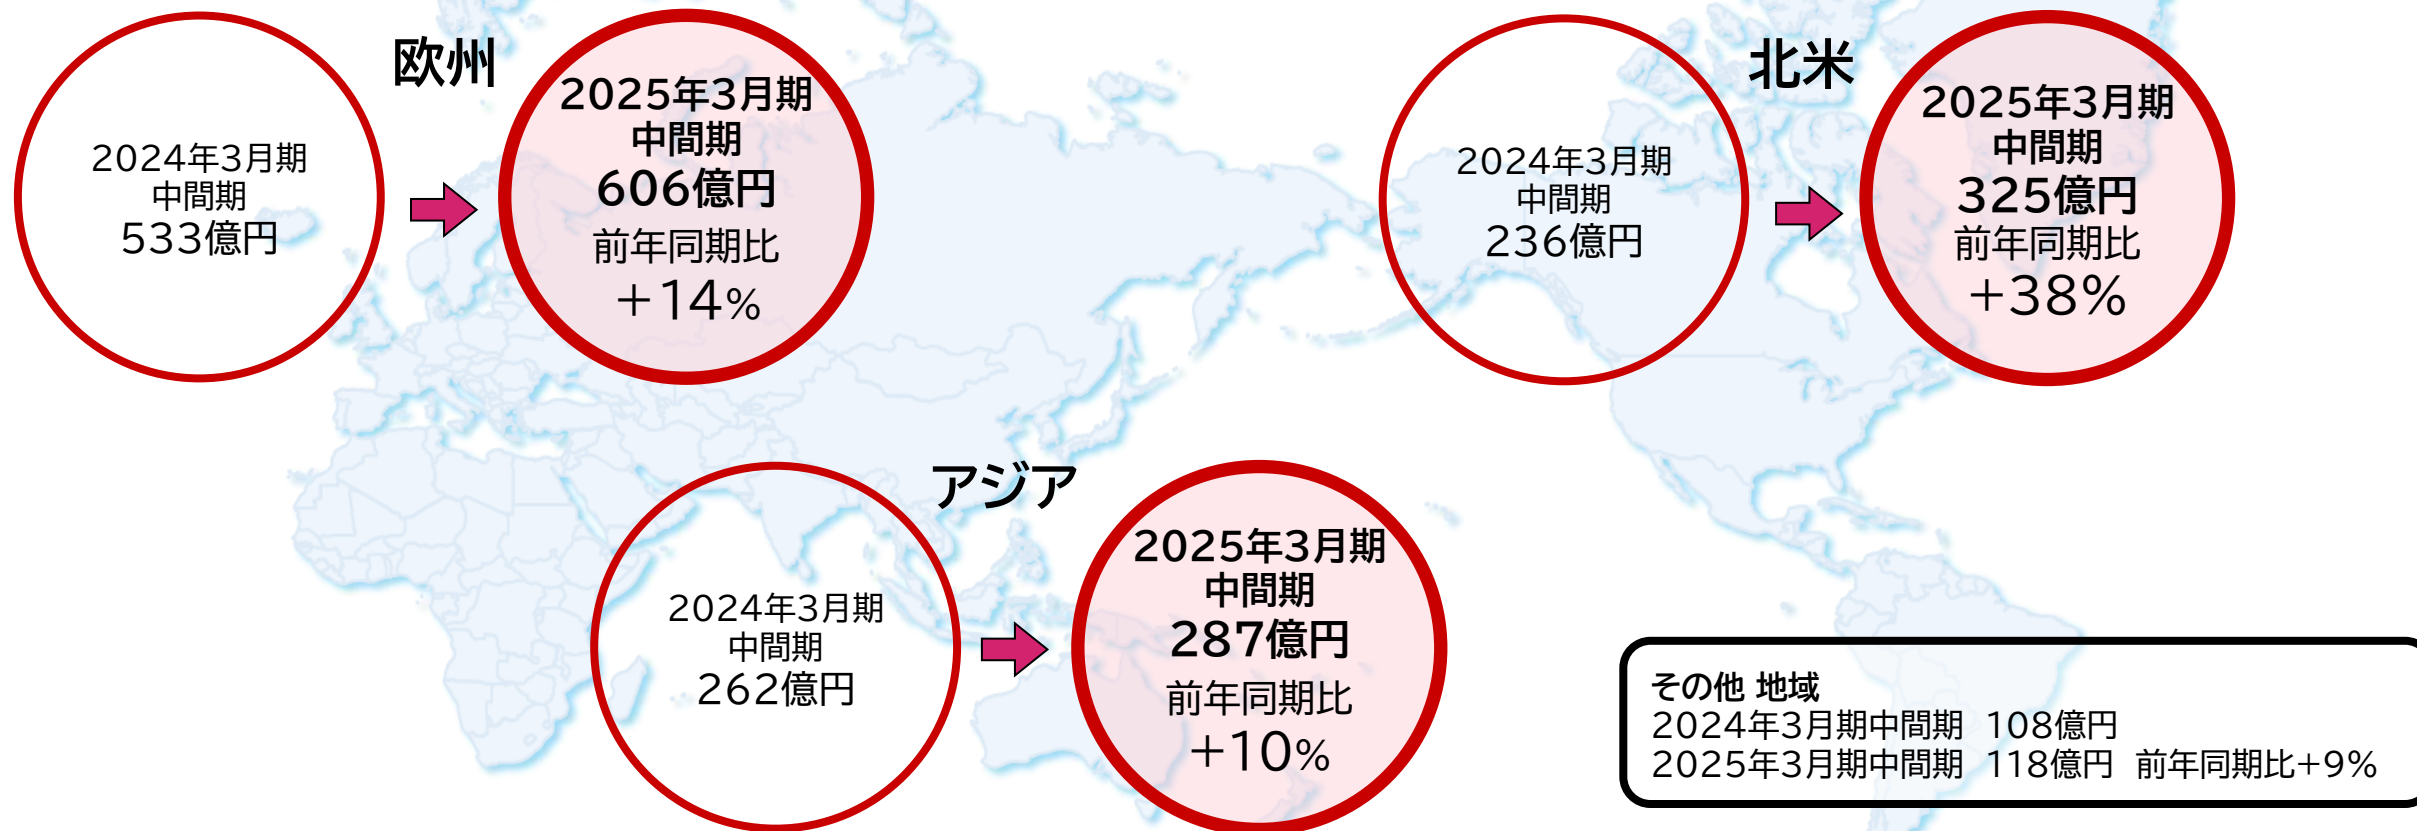 欧州
2024年3月期
中間期
533億円
2025年3月期
中間期
606億円
前年同期比
+14%
北米
2024年3月期
中間期
236億円
2025年3月期
中間期
325億円
前年同期比
+38%
アジア
2024年3月期
中間期
262億円
2025年3月期
中間期
287億円
前年同期比
+10%
その他 地域
2024年3月期中間期 108億円
2025年3月期中間期 118億円 前年同期比+9%